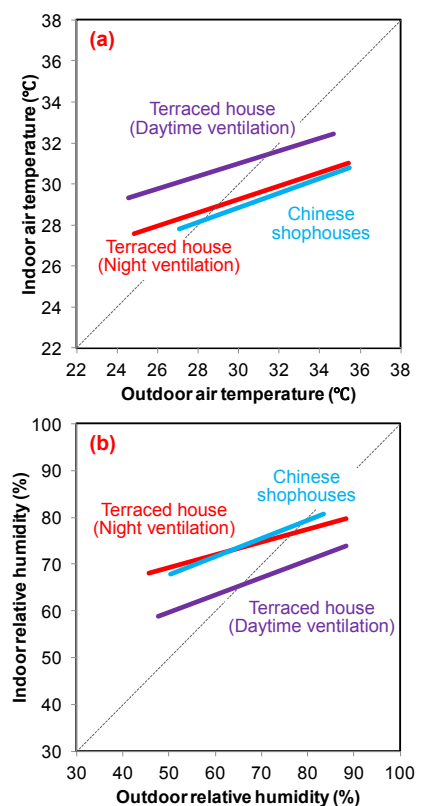 (a)
38
36
34
32
30
28
26
24
22
Indoor air temperature (℃)
Terraced house
(Daytime ventilation)
Terraced house
(Night ventilation)
Chinese
shophouses
22 24 26 28 30 32 34 36 38
Outdoor air temperature (℃)
(b)
100
90
80
70
60
50
40
30
Indoor relative humidity (%)
Chinese
shophouses
Terraced house
(Night ventilation)
Terraced house
(Daytime ventilation)
30 40 50 60 70 80 90 100
Outdoor relative humidity (%)